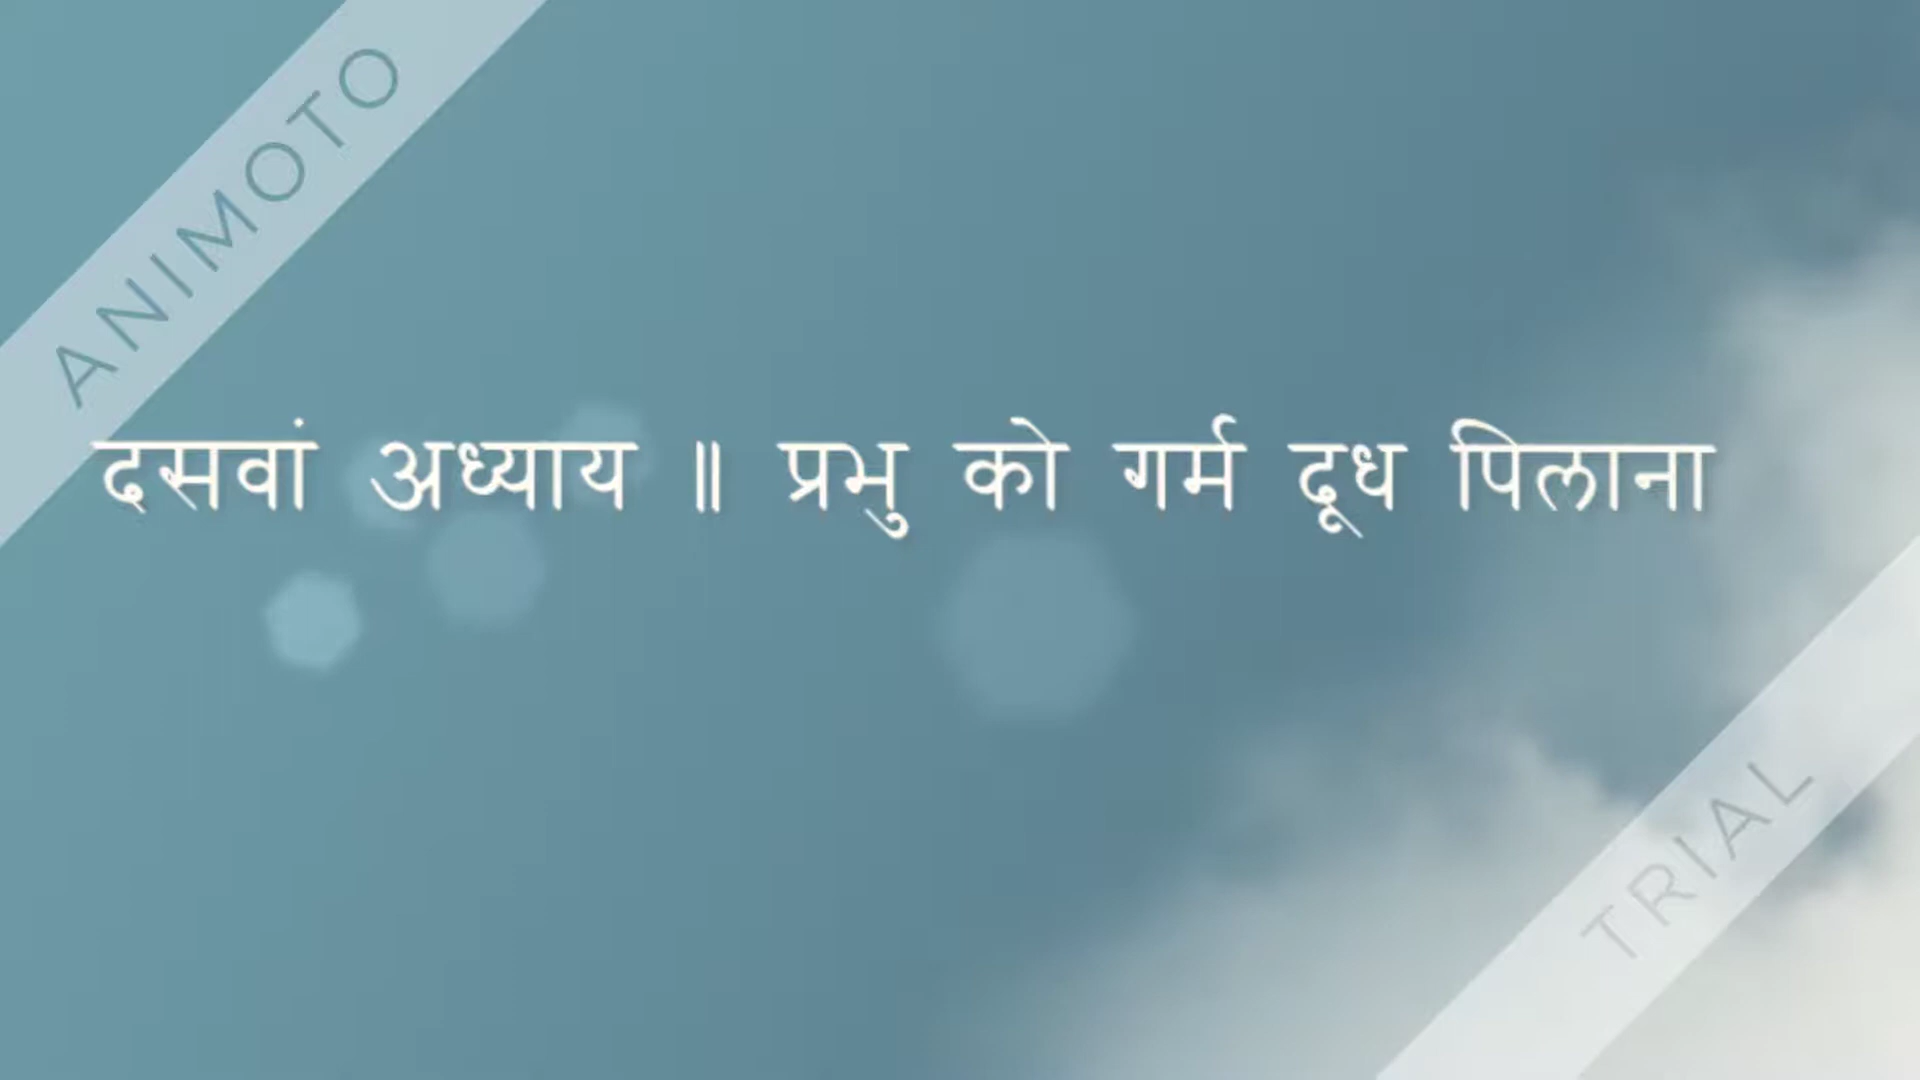 ANIMOTO
दसवां अध्याय ॥ प्रभु को गर्म दूध पिलाना
TRIAL